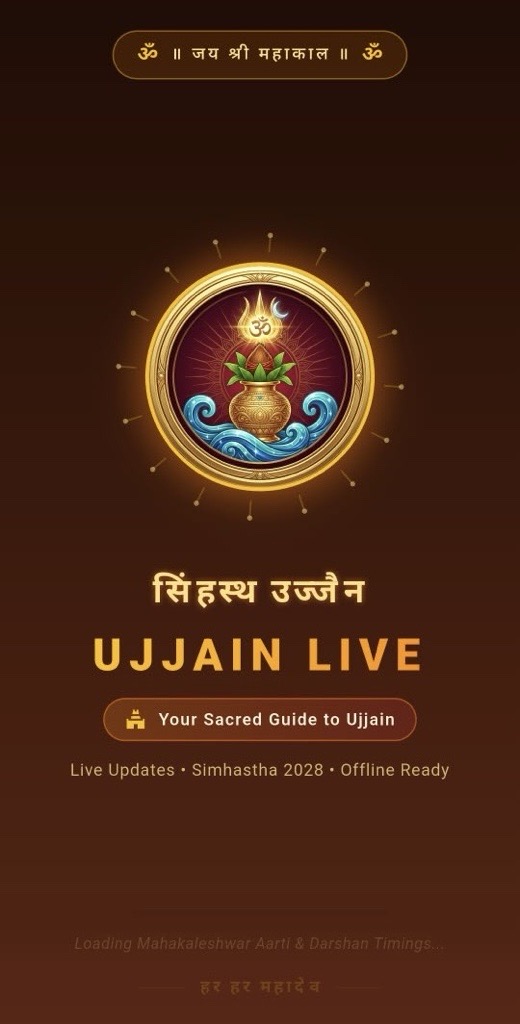 ॐ ॥ जय श्री महाकाल ॥ ॐ
ॐ
सिंहस्थ उज्जैन
UJJAIN LIVE
Your Sacred Guide to Ujjain
Live Updates • Simhastha 2028 • Offline Ready
Loading Mahakaleshwar Aarti & Darshan Timings...
हर हर महादेव